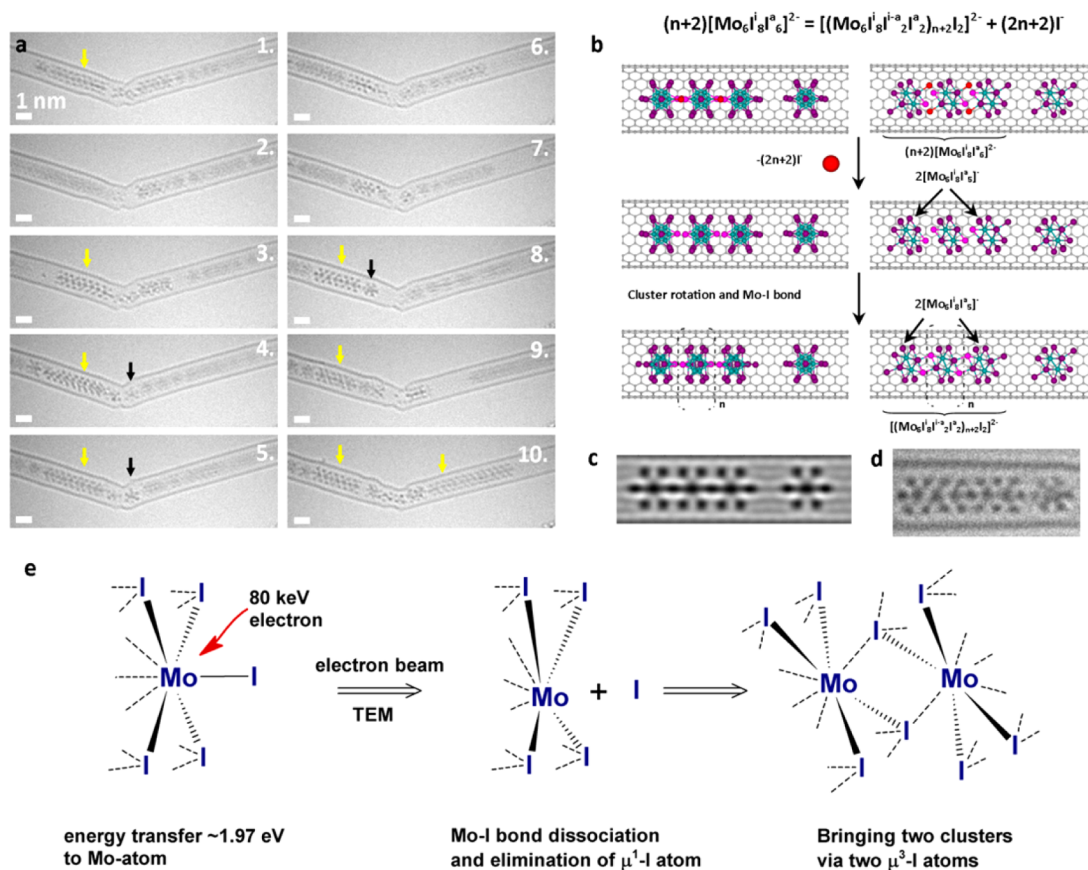 (n+2)[Mo₆Iⁱ₈Iᵃ₆]²⁻ = [(Mo₆Iⁱ₈Iⁱ⁻ᵃ₂Iᵃ₂)ₙ₊₂I₂]²⁻ + (2n+2)I⁻
a
1.
1 nm
2.
3.
4.
5.
6.
7.
8.
9.
10.
b
(n+2)[Mo₆Iⁱ₈Iᵃ₆]²⁻
-(2n+2)I⁻
2[Mo₆Iⁱ₈Iᵃ₅]⁻
Cluster rotation and Mo-I bond
2[Mo₆Iⁱ₈Iᵃ₅]⁻
n
n
[(Mo₆Iⁱ₈Iⁱ⁻ᵃ₂Iᵃ₂)ₙ₊₂I₂]²⁻
c
d
e
I
I
80 keV
electron
Mo
I
I
I
electron beam
TEM
I
I
Mo
+
I
I
I
I
I
I
I
Mo
Mo
I
I
I
I
energy transfer ~1.97 eV
to Mo-atom
Mo-I bond dissociation
and elimination of μ¹-I atom
Bringing two clusters
via two μ³-I atoms